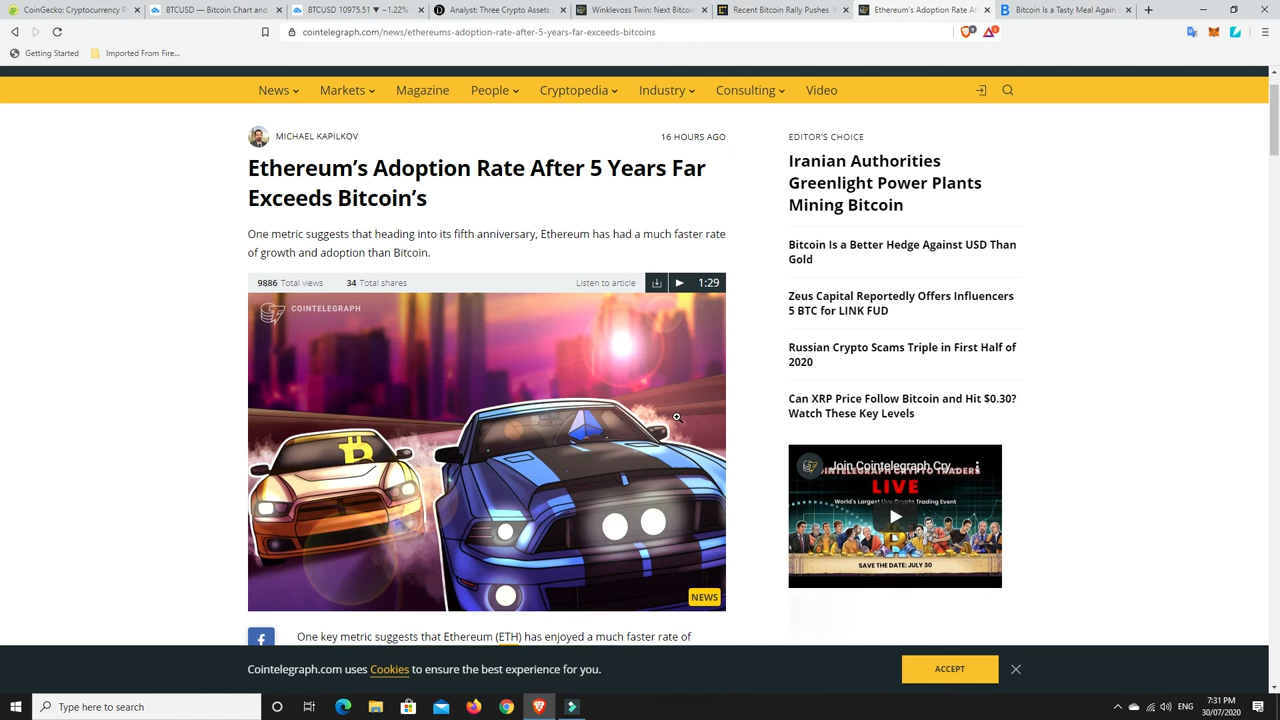 CoinGecko: Cryptocurrency P
BTCUSD — Bitcoin Chart and
BTCUSD 10975.51 ▼ −1.22%
Analyst: Three Crypto Assets
Winklevoss Twin: Next Bitcoin
Recent Bitcoin Rally Pushes
Ethereum's Adoption Rate Af
Bitcoin Is a Tasty Meal Again
cointelegraph.com/news/ethereums-adoption-rate-after-5-years-far-exceeds-bitcoins
Getting Started
Imported From Fire...
News
Markets
Magazine
People
Cryptopedia
Industry
Consulting
Video
MICHAEL KAPILKOV
16 HOURS AGO
Ethereum's Adoption Rate After 5 Years Far
Exceeds Bitcoin's
One metric suggests that heading into its fifth anniversary, Ethereum has had a much faster rate
of growth and adoption than Bitcoin.
9886 Total views
34 Total shares
Listen to article
1:29
COINTELEGRAPH
NEWS
One key metric suggests that Ethereum (ETH) has enjoyed a much faster rate of
EDITOR'S CHOICE
Iranian Authorities
Greenlight Power Plants
Mining Bitcoin
Bitcoin Is a Better Hedge Against USD Than
Gold
Zeus Capital Reportedly Offers Influencers
5 BTC for LINK FUD
Russian Crypto Scams Triple in First Half of
2020
Can XRP Price Follow Bitcoin and Hit $0.30?
Watch These Key Levels
Join Cointelegraph Cry...
COINTELEGRAPH CRYPTO TRADERS
LIVE
World's Largest Live Crypto Trading Event
SAVE THE DATE: JULY 30
Cointelegraph.com uses Cookies to ensure the best experience for you.
ACCEPT
Type here to search
ENG
7:31 PM
30/07/2020